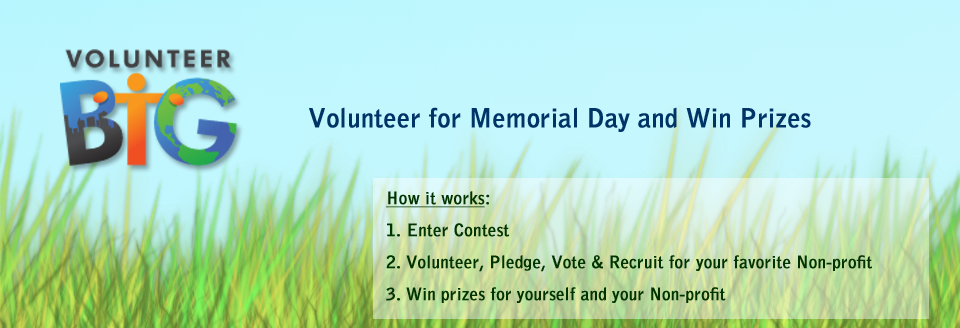 VOLUNTEER
BIG
Volunteer for Memorial Day and Win Prizes
How it works:
1. Enter Contest
2. Volunteer, Pledge, Vote & Recruit for your favorite Non-profit
3. Win prizes for yourself and your Non-profit